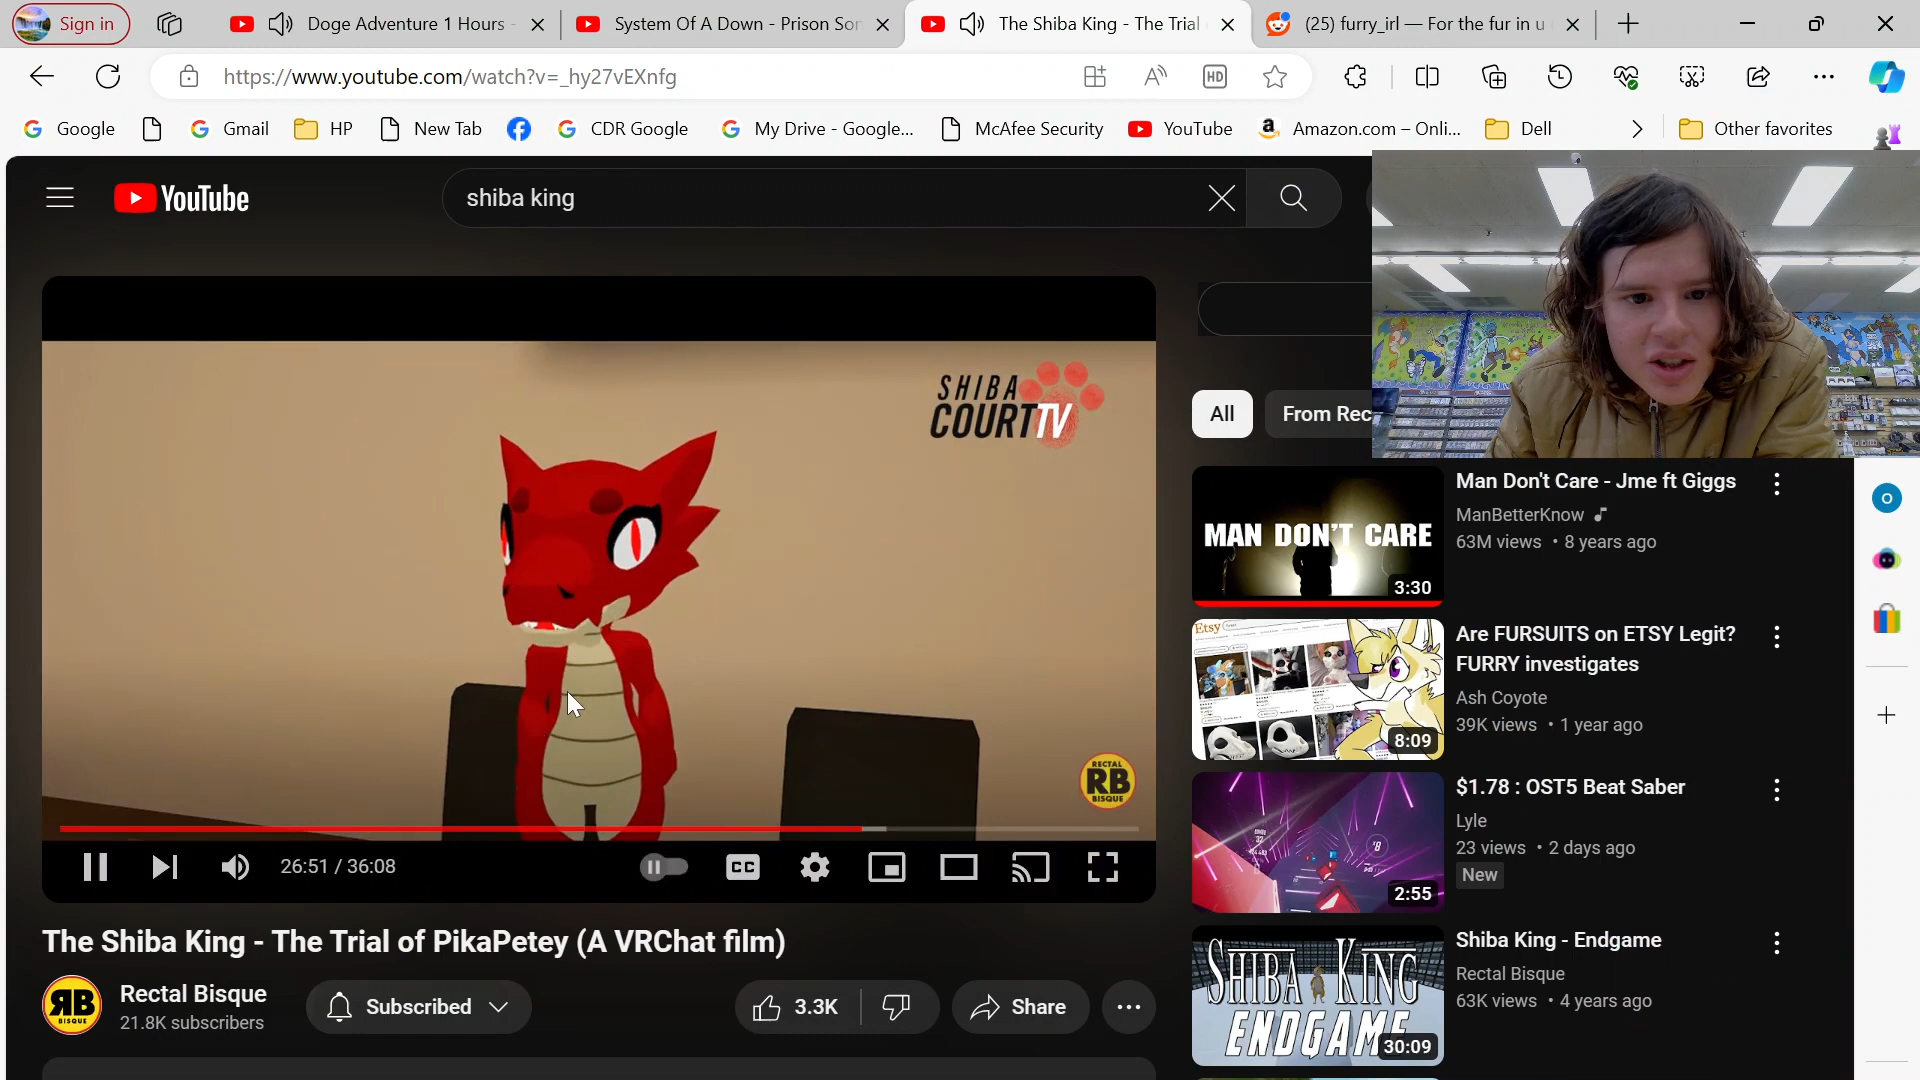 Sign in
Doge Adventure 1 Hours -
System Of A Down - Prison Son
The Shiba King - The Trial
(25) furry_irl — For the fur in u
https://www.youtube.com/watch?v=_hy27vEXnfg
HD
Google
Gmail
HP
New Tab
CDR Google
My Drive - Google...
McAfee Security
YouTube
Amazon.com – Onli...
Dell
Other favorites
YouTube
shiba king
SHIBA
COURT TV
RECTAL
RB
BISQUE
26:51 / 36:08
CC
The Shiba King - The Trial of PikaPetey (A VRChat film)
RB
BISQUE
Rectal Bisque
21.8K subscribers
Subscribed
3.3K
Share
All
From Rec
MAN DON'T CARE
3:30
Man Don't Care - Jme ft Giggs
ManBetterKnow
63M views • 8 years ago
Etsy
8:09
Are FURSUITS on ETSY Legit?
FURRY investigates
Ash Coyote
39K views • 1 year ago
2:55
$1.78 : OST5 Beat Saber
Lyle
23 views • 2 days ago
New
SHIBA KING
ENDGAME
30:09
Shiba King - Endgame
Rectal Bisque
63K views • 4 years ago